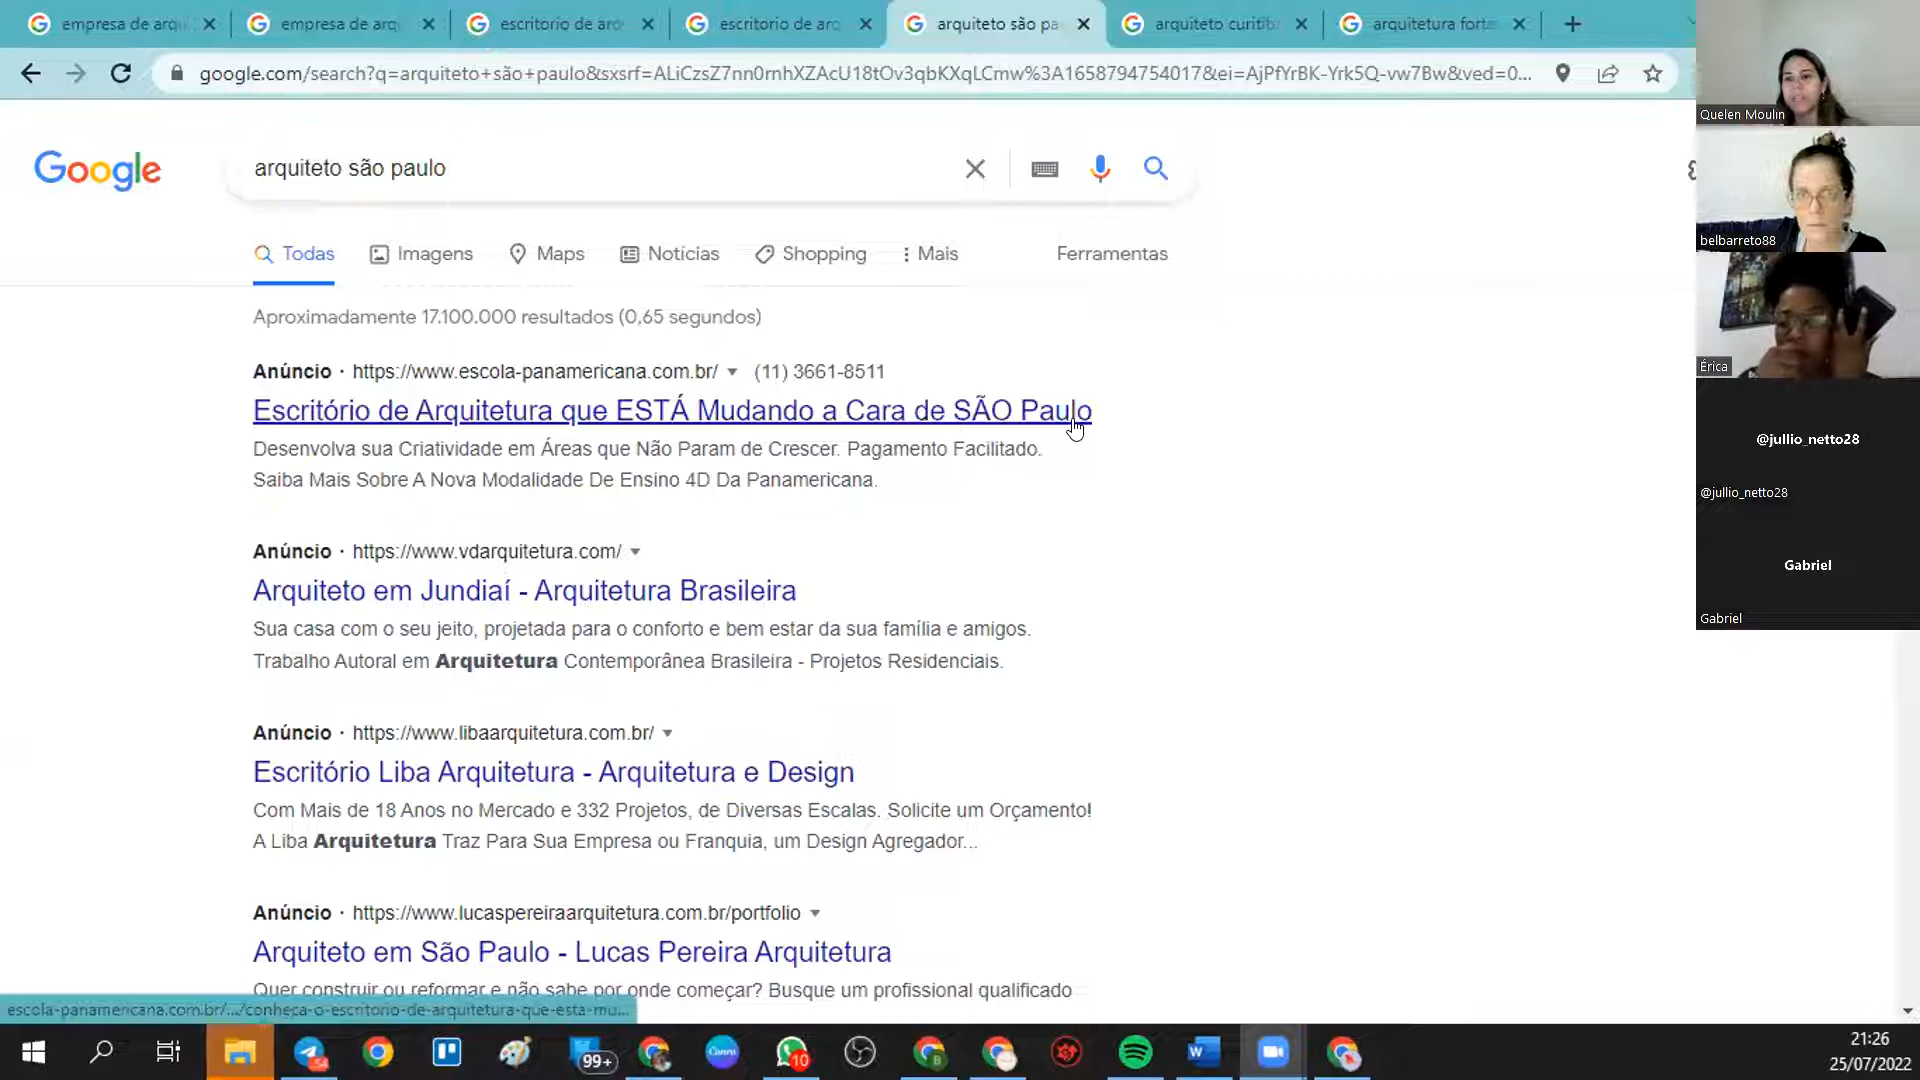 empresa de arqu
empresa de arqu
escritorio de arq
escritorio de arq
arquiteto são pa
arquiteto curitiba
arquitetura forta
google.com/search?q=arquiteto+são+paulo&sxsrf=ALiCzsZ7nn0rnhXZAcU18tOv3qbKXqLCmw%3A1658794754017&ei=AjPfYrBK-Yrk5Q-vw7Bw&ved=0...
Google
arquiteto são paulo
Todas
Imagens
Maps
Notícias
Shopping
Mais
Ferramentas
Aproximadamente 17.100.000 resultados (0,65 segundos)
Anúncio · https://www.escola-panamericana.com.br/ (11) 3661-8511
Escritório de Arquitetura que ESTÁ Mudando a Cara de SÃO Paulo
Desenvolva sua Criatividade em Áreas que Não Param de Crescer. Pagamento Facilitado.
Saiba Mais Sobre A Nova Modalidade De Ensino 4D Da Panamericana.
Anúncio · https://www.vdarquitetura.com/
Arquiteto em Jundiaí - Arquitetura Brasileira
Sua casa com o seu jeito, projetada para o conforto e bem estar da sua família e amigos.
Trabalho Autoral em Arquitetura Contemporânea Brasileira - Projetos Residenciais.
Anúncio · https://www.libaarquitetura.com.br/
Escritório Liba Arquitetura - Arquitetura e Design
Com Mais de 18 Anos no Mercado e 332 Projetos, de Diversas Escalas. Solicite um Orçamento!
A Liba Arquitetura Traz Para Sua Empresa ou Franquia, um Design Agregador...
Anúncio · https://www.lucaspereiraarquitetura.com.br/portfolio
Arquiteto em São Paulo - Lucas Pereira Arquitetura
Quer construir ou reformar e não sabe por onde começar? Busque um profissional qualificado
escola-panamericana.com.br/.../conheca-o-escritorio-de-arquitetura-que-esta-mu...
Quelen Moulin
belbarreto88
Érica
@jullio_netto28
@jullio_netto28
Gabriel
Gabriel
99+
Canva
10
21:26
25/07/2022